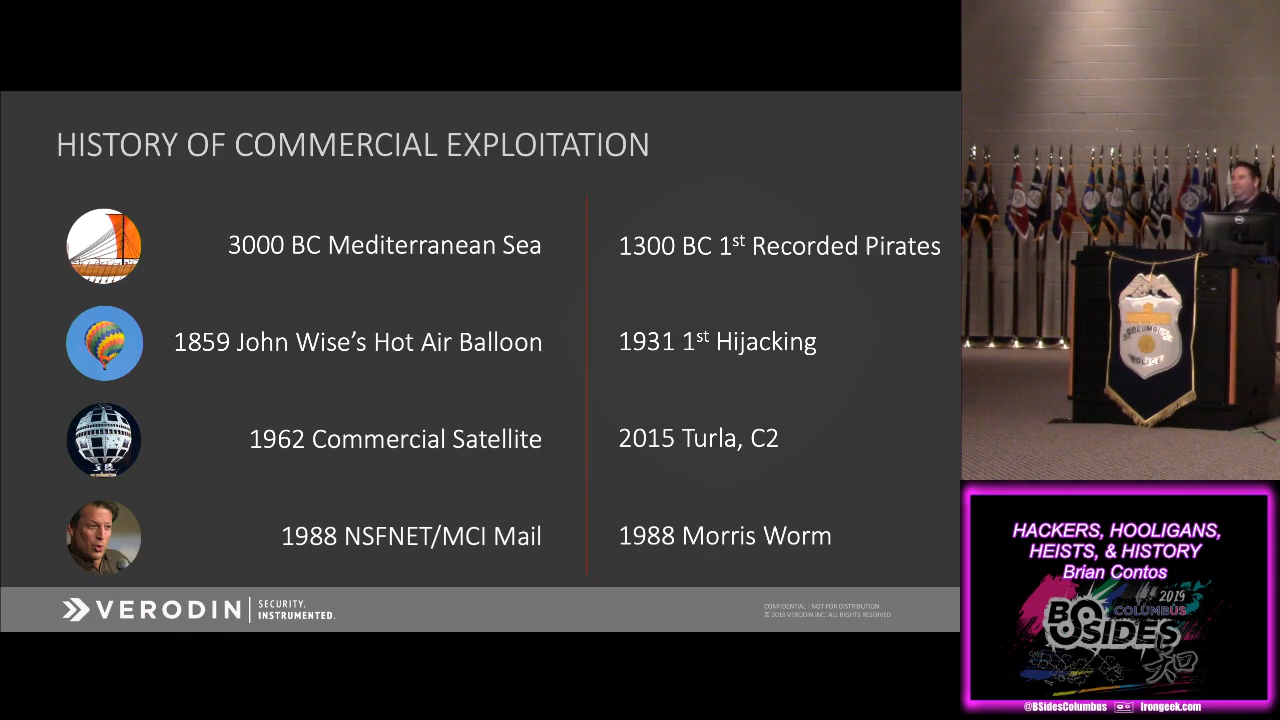 HISTORY OF COMMERCIAL EXPLOITATION
3000 BC Mediterranean Sea
1300 BC 1st Recorded Pirates
1859 John Wise's Hot Air Balloon
1931 1st Hijacking
1962 Commercial Satellite
2015 Turla, C2
1988 NSFNET/MCI Mail
1988 Morris Worm
VERODIN
SECURITY.
INSTRUMENTED.
CONFIDENTIAL - NOT FOR DISTRIBUTION
© 2019 VERODIN INC. ALL RIGHTS RESERVED
DELL
COLUMBUS
POLICE
HACKERS, HOOLIGANS,
HEISTS, & HISTORY
Brian Contos
2019
COLUMBUS
BSIDES
@BSidesColumbus
Irongeek.com